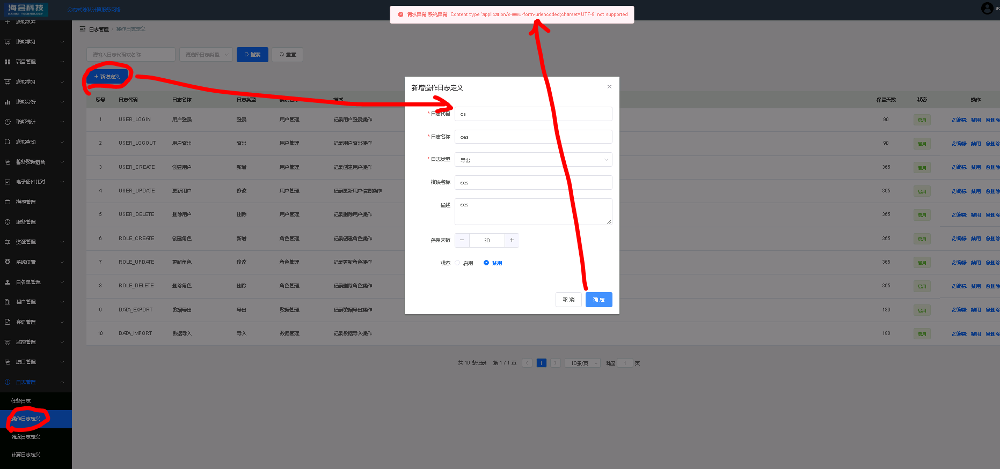 海会科技
HAIHUI TECHNOLOGY
分布式隐私计算服务网络
请求异常:系统异常: Content type 'application/x-www-form-urlencoded;charset=UTF-8' not supported
联邦求并
联邦学习
项目管理
联邦学习
联邦分析
联邦统计
联邦查询
警务数据融合
电子证件比对
模型管理
服务管理
资源管理
系统设置
白名单管理
租户管理
存证管理
监控管理
接口管理
日志管理
任务日志
操作日志定义
调度日志定义
计算日志定义
日志管理 / 操作日志定义
请输入日志代码或名称 请选择日志类型 搜索 重置
+ 新增定义
序号 日志代码 日志名称 日志类型 模块名称 描述 保留天数 状态 操作
1 USER_LOGIN 用户登录 登录 用户管理 记录用户登录操作 90 启用 编辑 禁用 删除
2 USER_LOGOUT 用户登出 登出 用户管理 记录用户登出操作 90 启用 编辑 禁用 删除
3 USER_CREATE 创建用户 新增 用户管理 记录创建用户操作 365 启用 编辑 禁用 删除
4 USER_UPDATE 更新用户 修改 用户管理 记录更新用户信息操作 365 启用 编辑 禁用 删除
5 USER_DELETE 删除用户 删除 用户管理 记录删除用户操作 365 启用 编辑 禁用 删除
6 ROLE_CREATE 创建角色 新增 角色管理 记录创建角色操作 365 启用 编辑 禁用 删除
7 ROLE_UPDATE 更新角色 修改 角色管理 记录更新角色操作 365 启用 编辑 禁用 删除
8 ROLE_DELETE 删除角色 删除 角色管理 记录删除角色操作 365 启用 编辑 禁用 删除
9 DATA_EXPORT 数据导出 导出 数据管理 记录数据导出操作 180 启用 编辑 禁用 删除
10 DATA_IMPORT 数据导入 导入 数据管理 记录数据导入操作 180 启用 编辑 禁用 删除
共 10 条记录 第 1 / 1 页 1 10条/页 跳至 1 页
新增操作日志定义
* 日志代码 cs
* 日志名称 ces
* 日志类型 导出
模块名称 ces
描述 ces
保留天数 30
状态 启用 禁用
取 消 确 定